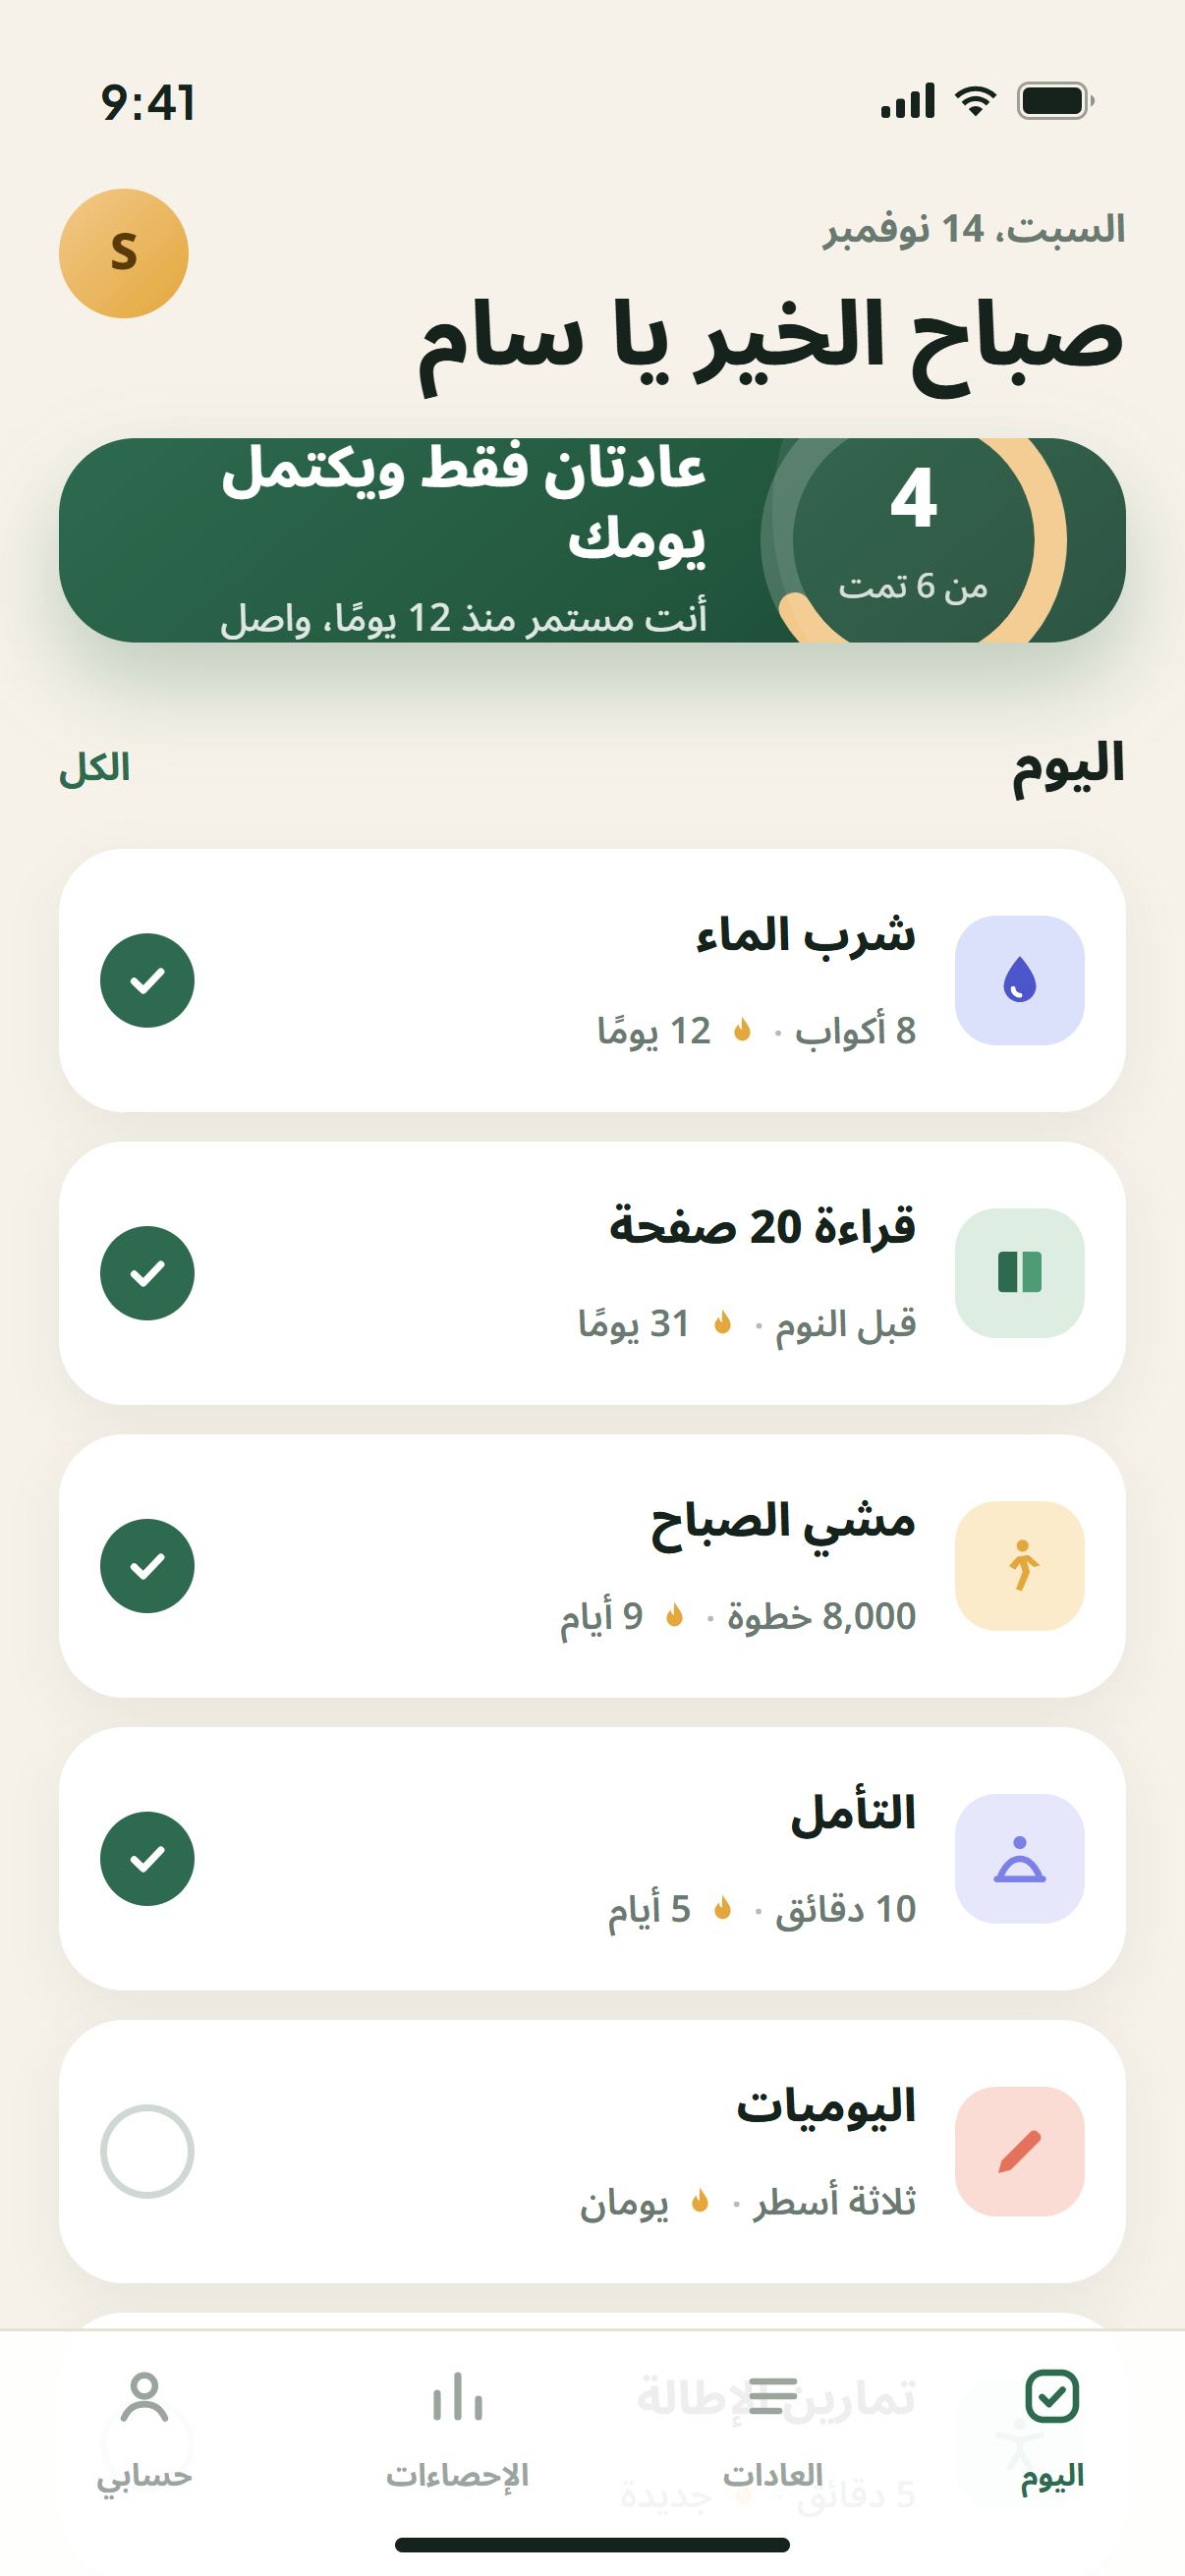 9:41
السبت، 14 نوفمبر
S
صباح الخير يا سام
4
من 6 تمت
عادتان فقط ويكتمل
يومك
أنت مستمر منذ 12 يومًا، واصل
اليوم
الكل
شرب الماء
8 أكواب · 12 يومًا
قراءة 20 صفحة
قبل النوم · 31 يومًا
مشي الصباح
8,000 خطوة · 9 أيام
التأمل
10 دقائق · 5 أيام
اليوميات
ثلاثة أسطر · يومان
تمارين الإطالة
5 دقائق · جديدة
اليوم
العادات
الإحصاءات
حسابي